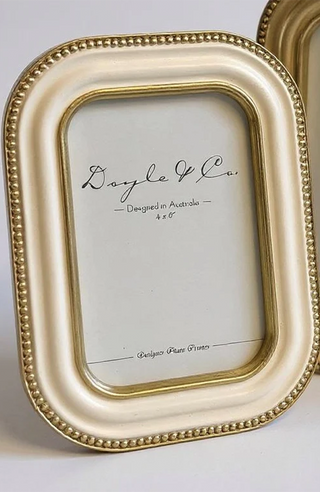 Doyle & Co.
— Designed in Australia —
4 x 6"
Designer Photo Frames